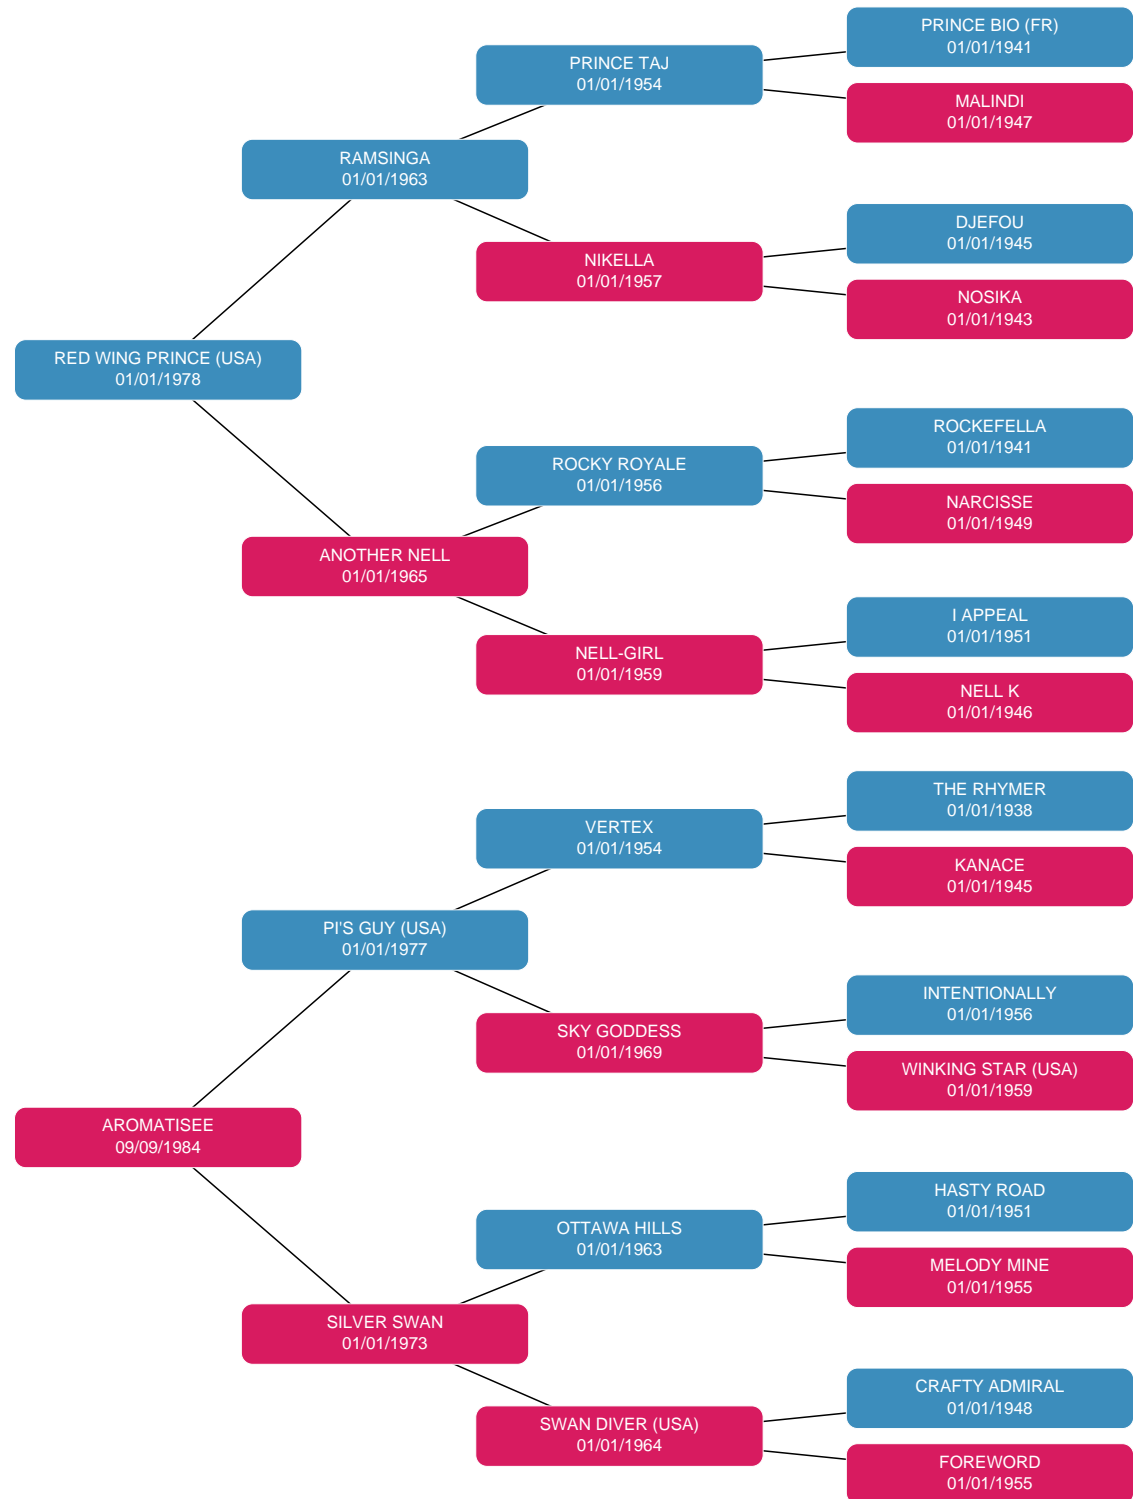 PRINCE BIO (FR)
01/01/1941
PRINCE TAJ
01/01/1954
MALINDI
01/01/1947
RAMSINGA
01/01/1963
DJEFOU
01/01/1945
NIKELLA
01/01/1957
NOSIKA
01/01/1943
RED WING PRINCE (USA)
01/01/1978
ROCKEFELLA
01/01/1941
ROCKY ROYALE
01/01/1956
NARCISSE
01/01/1949
ANOTHER NELL
01/01/1965
I APPEAL
01/01/1951
NELL-GIRL
01/01/1959
NELL K
01/01/1946
THE RHYMER
01/01/1938
VERTEX
01/01/1954
KANACE
01/01/1945
PI'S GUY (USA)
01/01/1977
INTENTIONALLY
01/01/1956
SKY GODDESS
01/01/1969
WINKING STAR (USA)
01/01/1959
AROMATISEE
09/09/1984
HASTY ROAD
01/01/1951
OTTAWA HILLS
01/01/1963
MELODY MINE
01/01/1955
SILVER SWAN
01/01/1973
CRAFTY ADMIRAL
01/01/1948
SWAN DIVER (USA)
01/01/1964
FOREWORD
01/01/1955